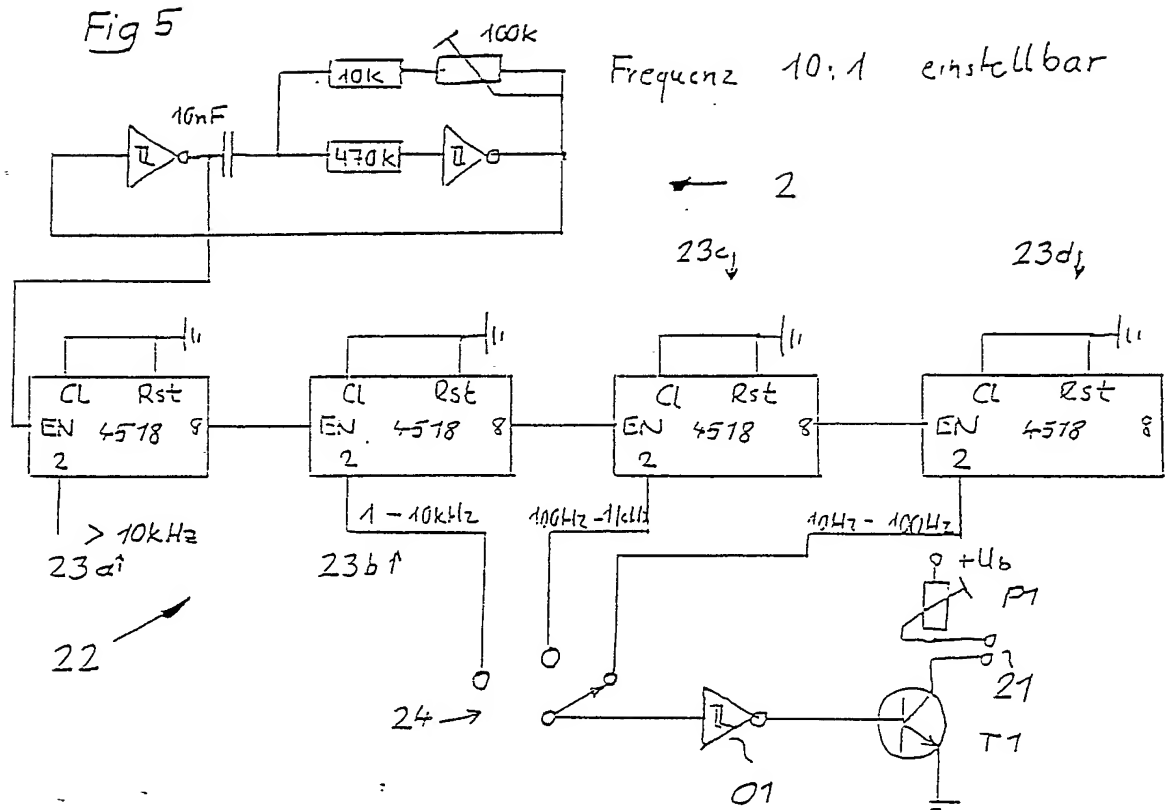 Fig 5
100k
10k
Frequenz 10:1 einstellbar
10nF
470k
2
23c
23d
Cl Rst
EN 4518 8
2
Cl Rst
EN 4518 8
2
Cl Rst
EN 4518 8
2
Cl Rst
EN 4518 8
2
> 10kHz
23a
1 - 10kHz
23b
100Hz - 1kHz
10Hz - 100Hz
+Ub
P1
22
21
24
T1
O1